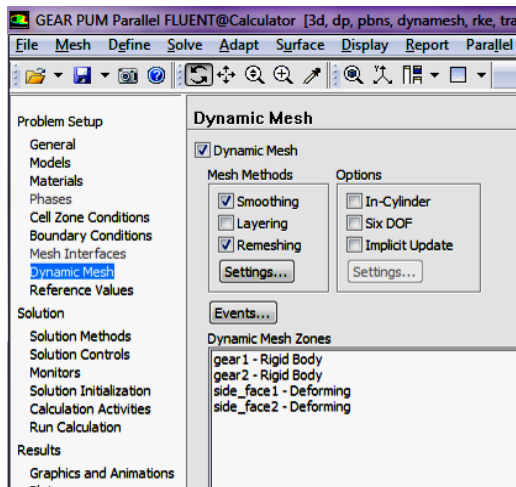 GEAR PUM Parallel FLUENT@Calculator [3d, dp, pbns, dynamesh, rke, tra
File Mesh Define Solve Adapt Surface Display Report Parallel
Problem Setup
General
Models
Materials
Phases
Cell Zone Conditions
Boundary Conditions
Mesh Interfaces
Dynamic Mesh
Reference Values
Solution
Solution Methods
Solution Controls
Monitors
Solution Initialization
Calculation Activities
Run Calculation
Results
Graphics and Animations
Dynamic Mesh
Dynamic Mesh
Mesh Methods
Smoothing
Layering
Remeshing
Settings...
Options
In-Cylinder
Six DOF
Implicit Update
Settings...
Events...
Dynamic Mesh Zones
gear1 - Rigid Body
gear2 - Rigid Body
side_face1 - Deforming
side_face2 - Deforming